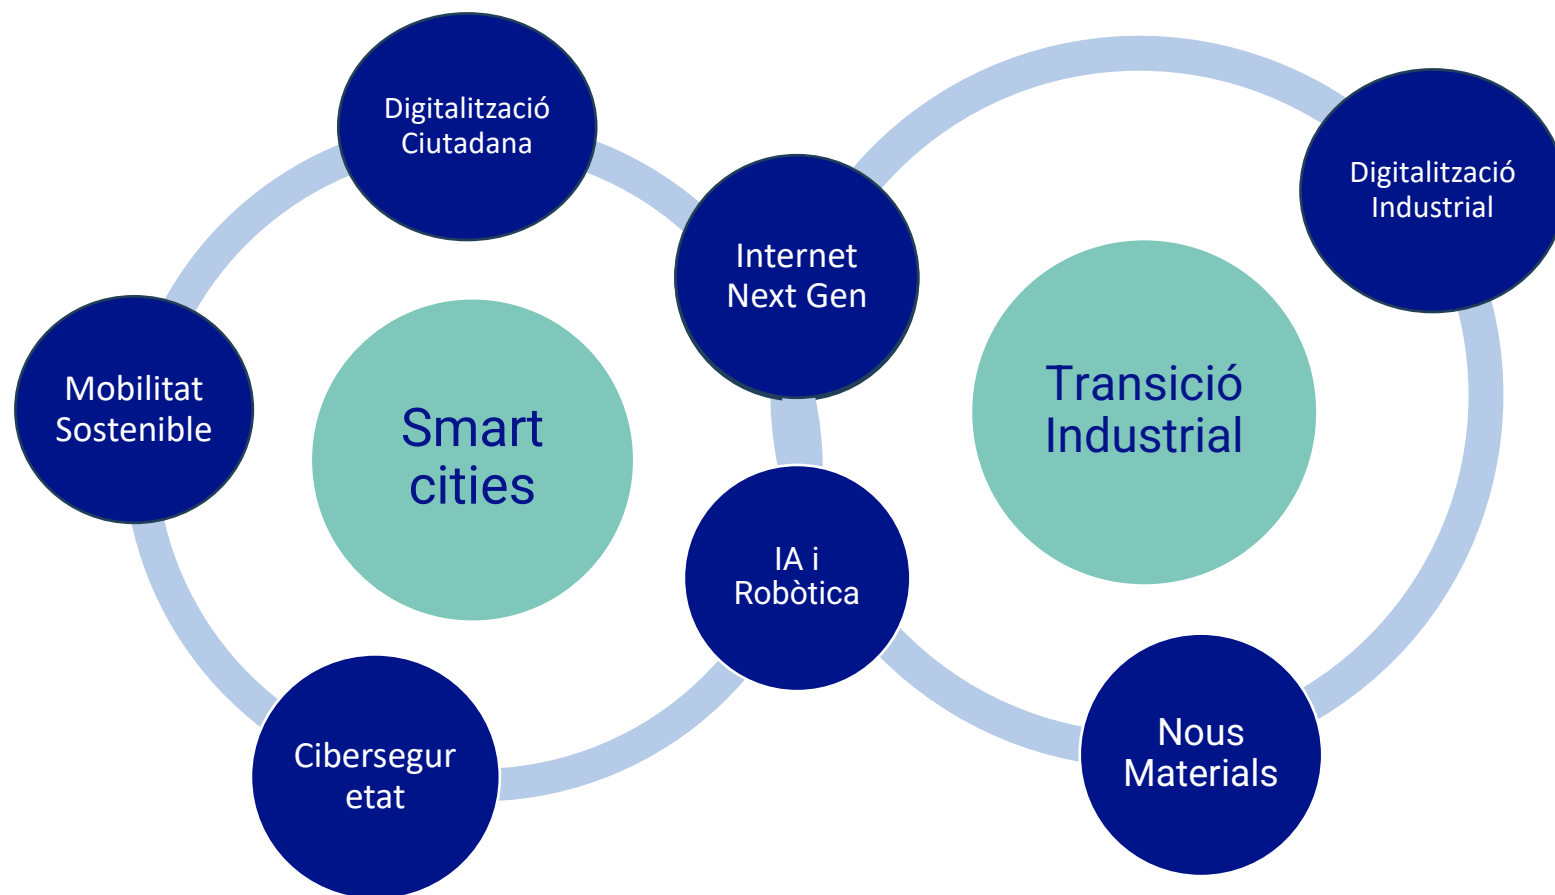 Digitalització
Ciutadana
Internet
Next Gen
Digitalització
Industrial
Mobilitat
Sostenible
Smart
cities
Transició
Industrial
IA i
Robòtica
Cibersegur
etat
Nous
Materials